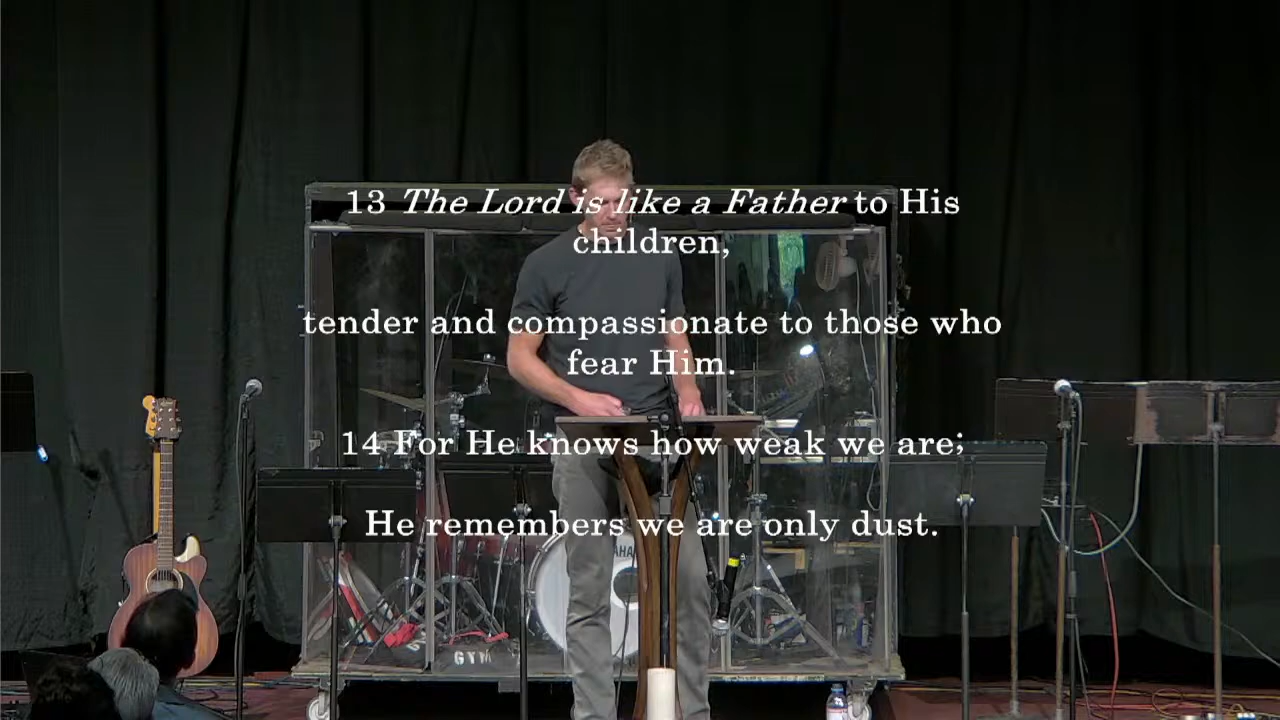 13 The Lord is like a Father to His
children,
tender and compassionate to those who
fear Him.
14 For He knows how weak we are;
He remembers we are only dust.
GYM